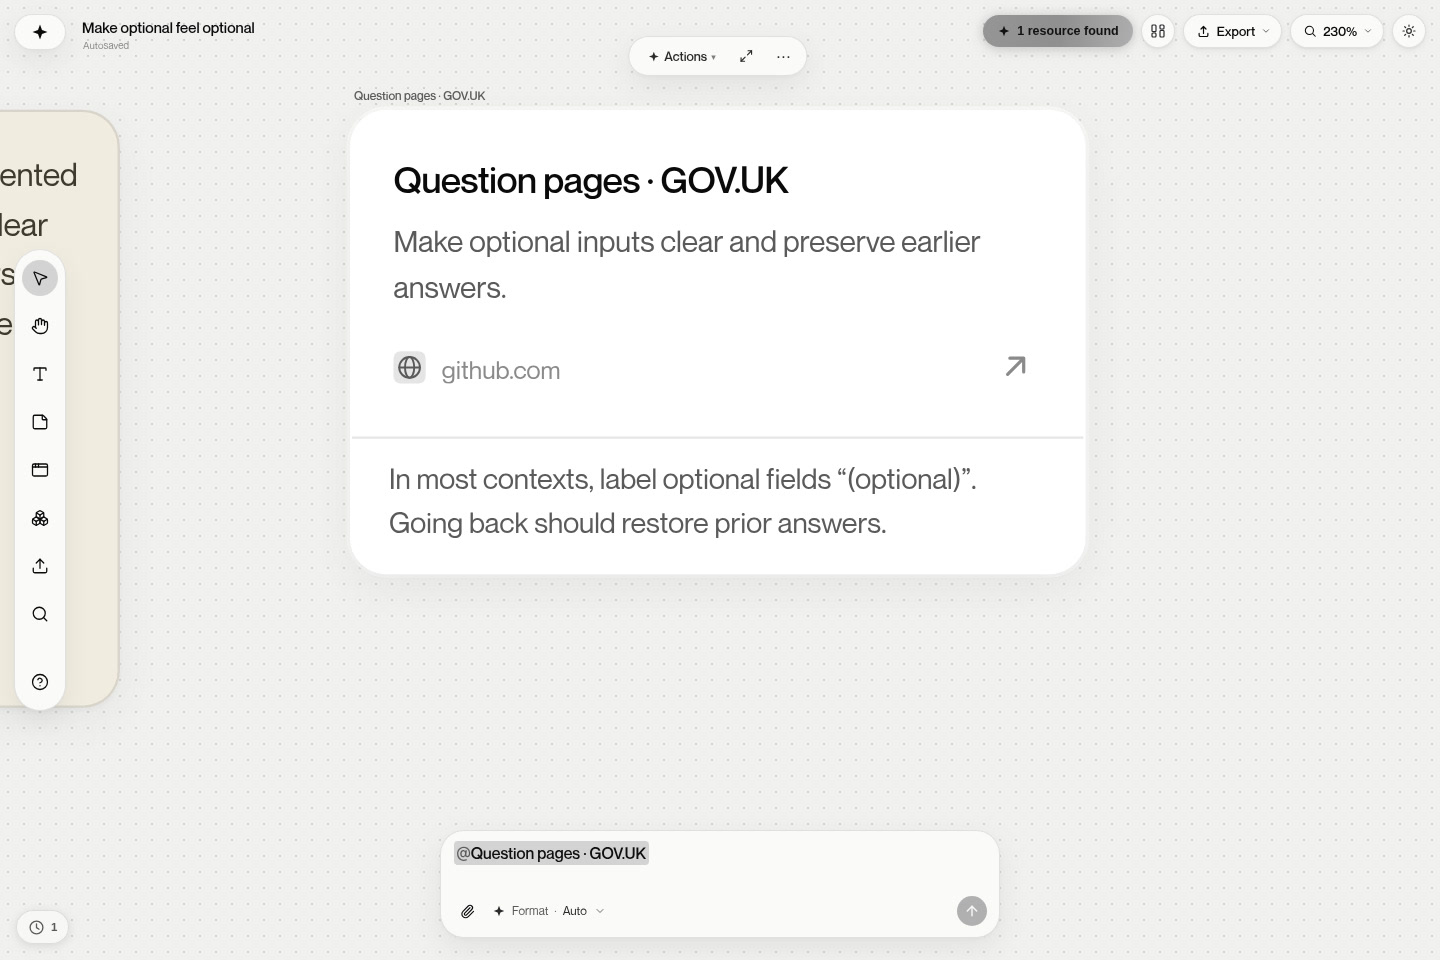 Make optional feel optional
Autosaved
1 resource found
Export
230%
Actions
Question pages · GOV.UK
ented
lear
rs
e
Question pages · GOV.UK
Make optional inputs clear and preserve earlier
answers.
github.com
In most contexts, label optional fields “(optional)”.
Going back should restore prior answers.
@Question pages · GOV.UK
Format · Auto
1